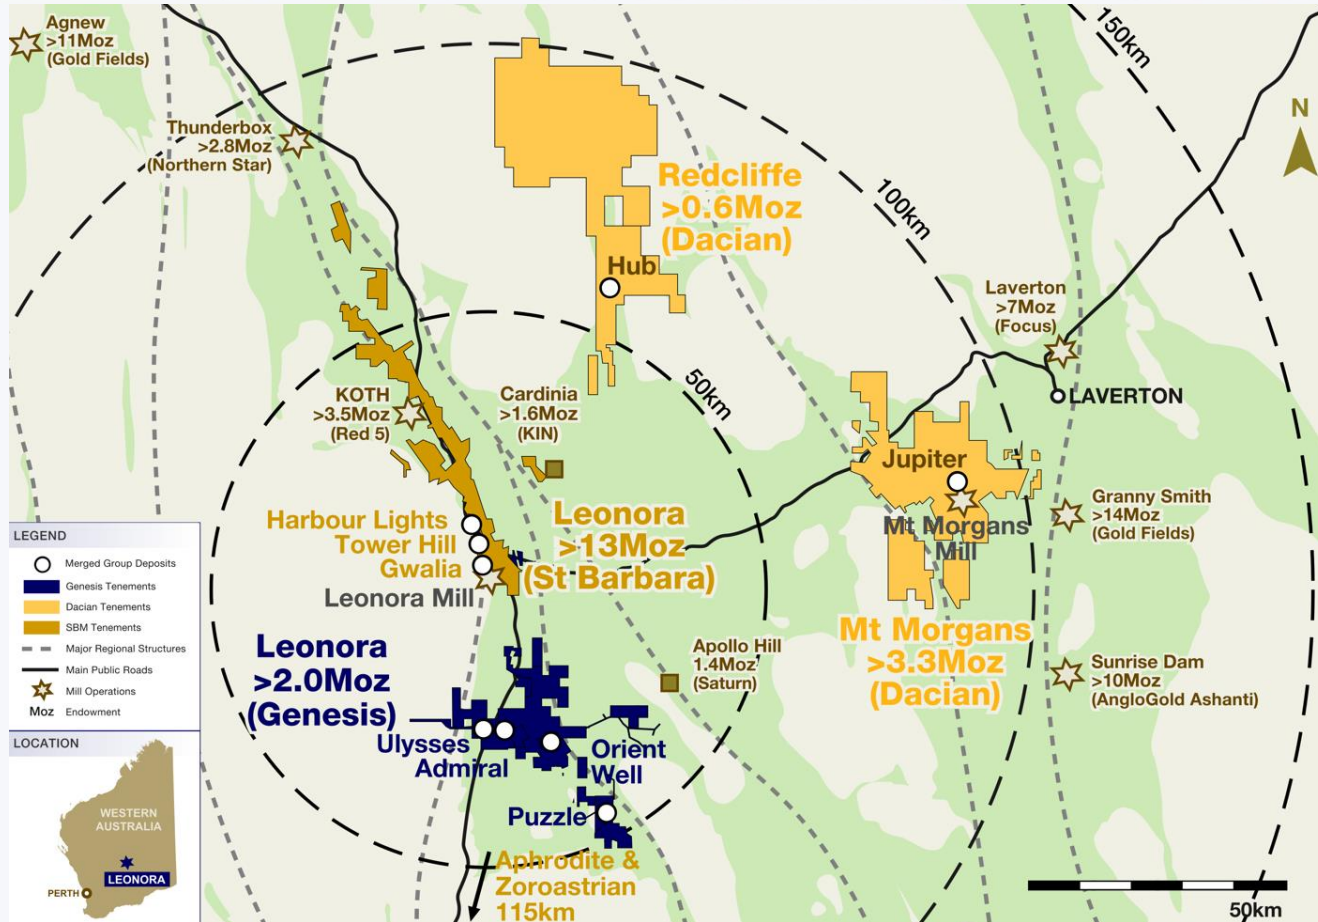 Agnew
>11Moz
(Gold Fields)
150km
N
Thunderbox
>2.8Moz
(Northern Star)
Redcliffe
>0.6Moz
(Dacian)
100km
Hub
Laverton
>7Moz
(Focus)
50km
KOTH
>3.5Moz
(Red 5)
Cardinia
>1.6Moz
(KIN)
LAVERTON
Jupiter
Mt Morgans
Mill
Granny Smith
>14Moz
(Gold Fields)
Harbour Lights
Tower Hill
Gwalia
Leonora Mill
Leonora
>13Moz
(St Barbara)
Leonora
>2.0Moz
(Genesis)
Apollo Hill
1.4Moz
(Saturn)
Mt Morgans
>3.3Moz
(Dacian)
Sunrise Dam
>10Moz
(AngloGold Ashanti)
Ulysses
Admiral
Orient
Well
Puzzle
Aphrodite &
Zoroastrian
115km
50km
LEGEND
Merged Group Deposits
Genesis Tenements
Dacian Tenements
SBM Tenements
Major Regional Structures
Main Public Roads
Mill Operations
Moz Endowment
LOCATION
WESTERN
AUSTRALIA
LEONORA
PERTH